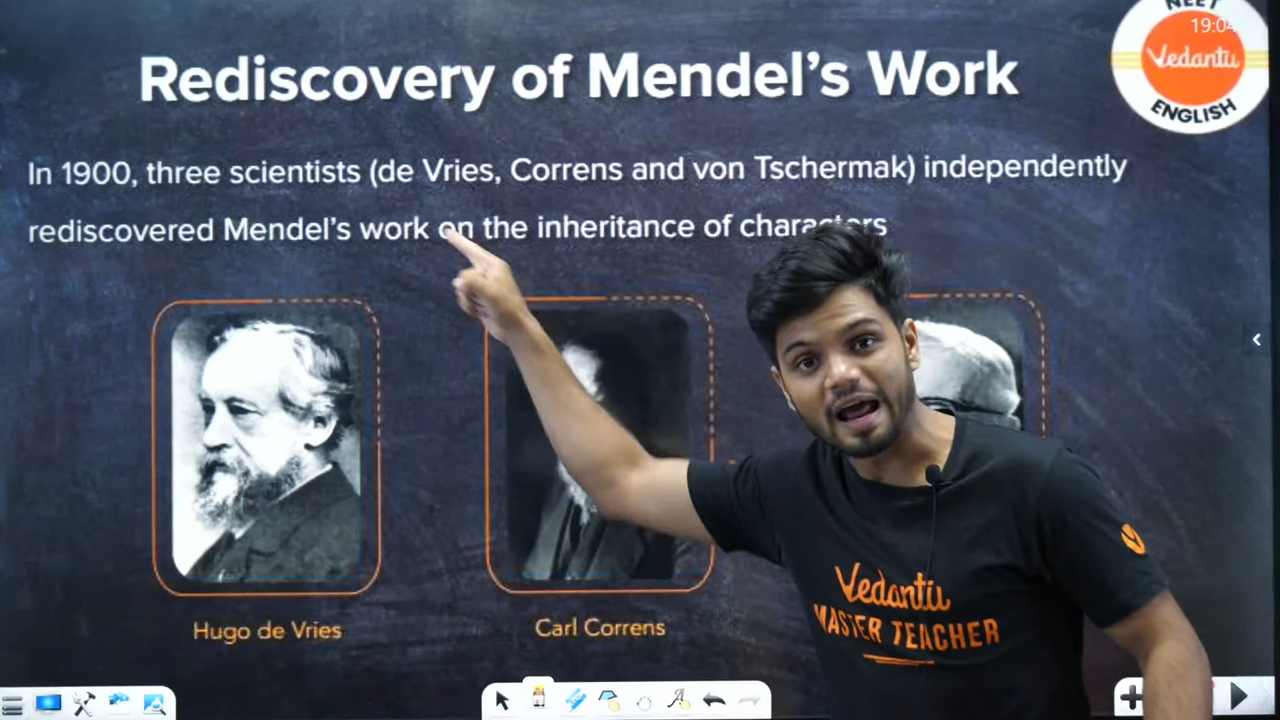 NEET
19:04
Vedantu
ENGLISH
Rediscovery of Mendel's Work
In 1900, three scientists (de Vries, Correns and von Tschermak) independently
rediscovered Mendel's work on the inheritance of characters
Hugo de Vries
Carl Correns
Vedantu
MASTER TEACHER